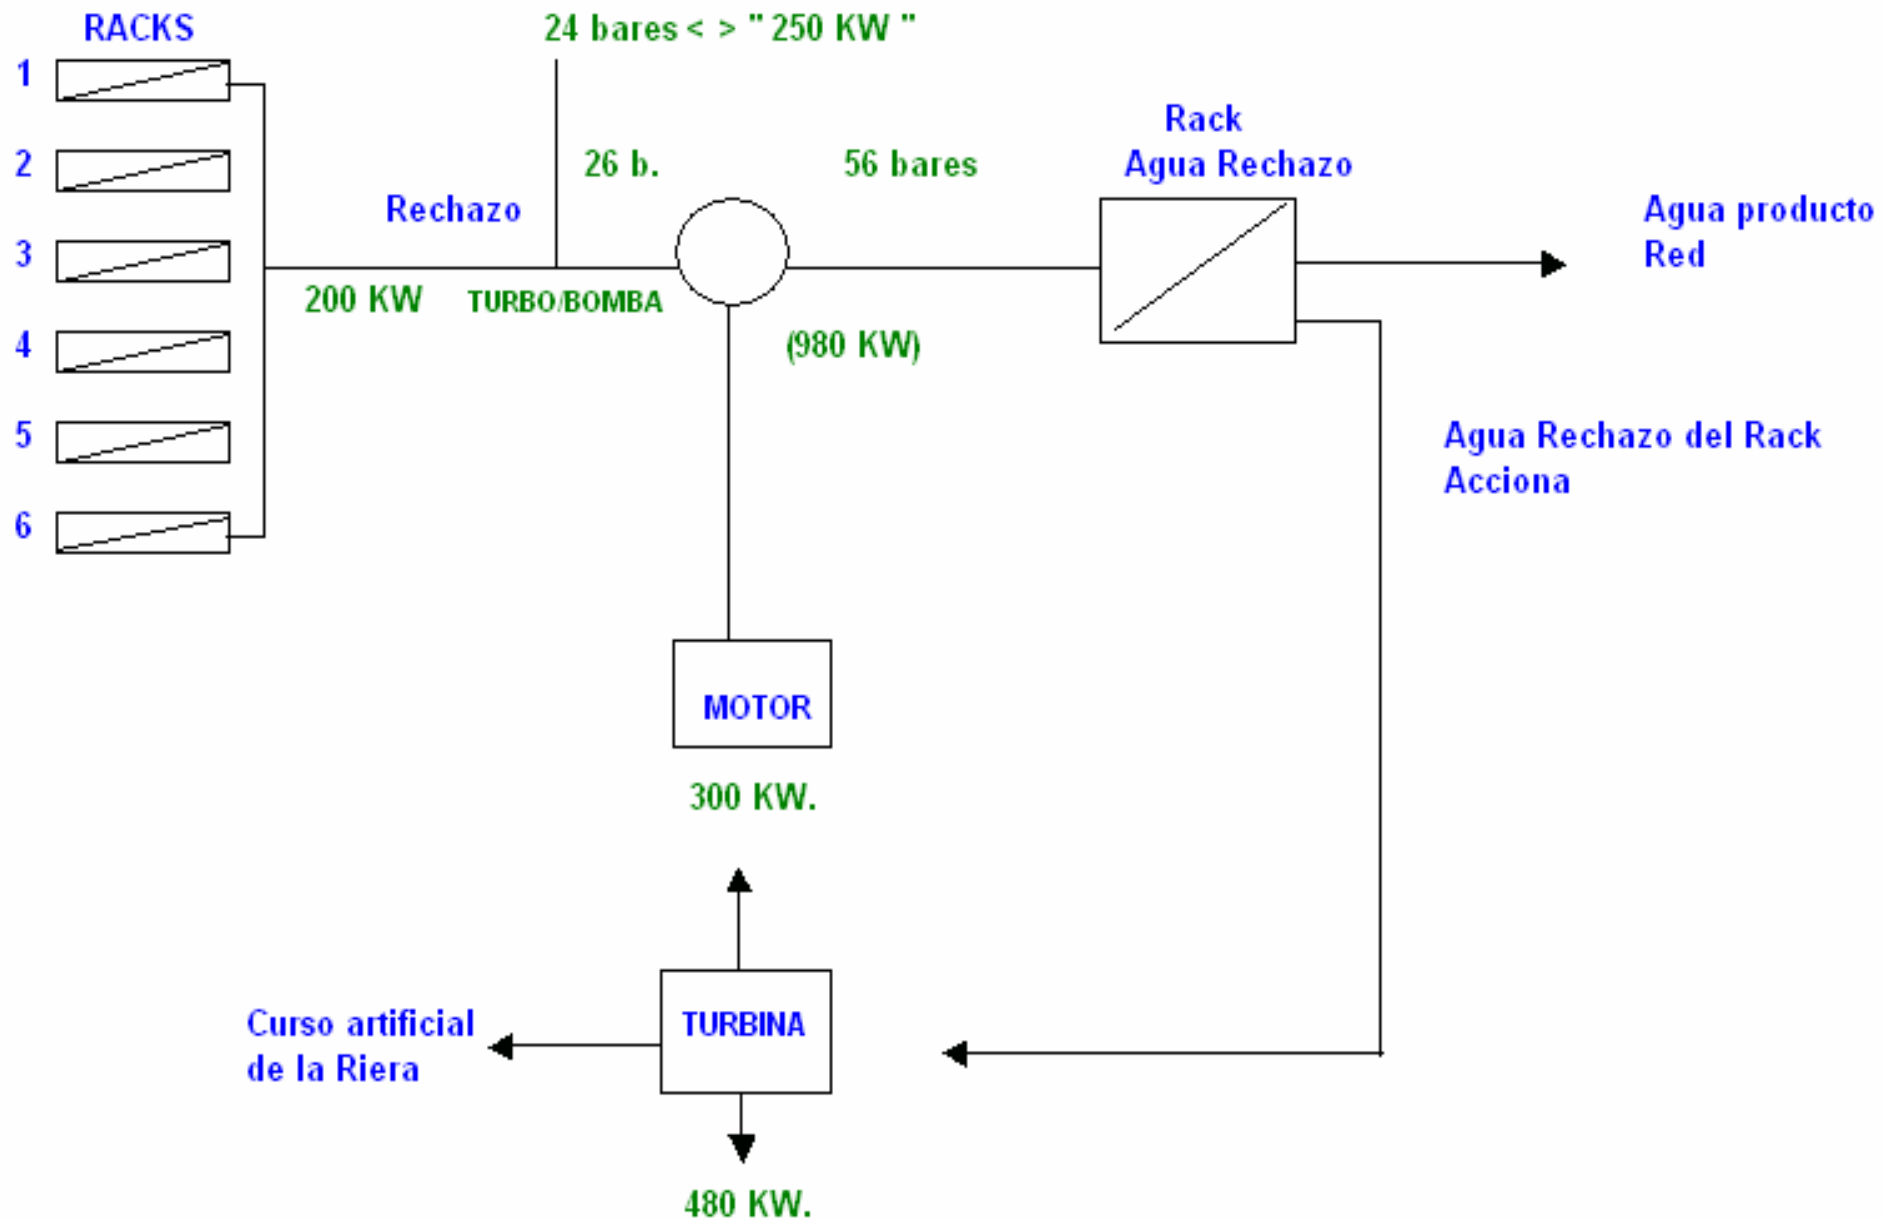 RACKS
24 bares < > " 250 KW "
1
2
3
4
5
6
26 b.
56 bares
Rack
Agua Rechazo
Rechazo
Agua producto
Red
200 KW
TURBO/BOMBA
(980 KW)
Agua Rechazo del Rack
Acciona
MOTOR
300 KW.
Curso artificial
de la Riera
TURBINA
480 KW.